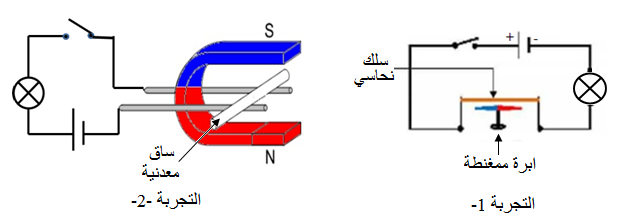 S
N
ساق
معدنية
التجربة -2-
+ -
سلك
نحاسي
ابرة ممغنطة
التجربة 1-